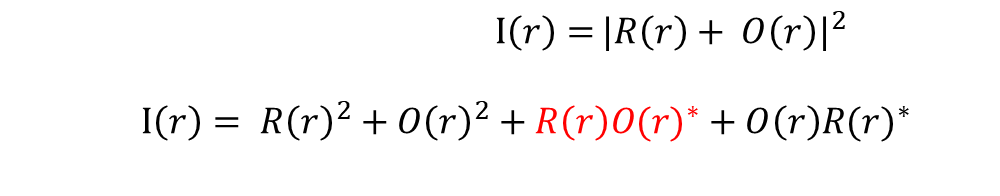 I(r) = |R(r) + O(r)|²
I(r) = R(r)² + O(r)² + R(r)O(r)* + O(r)R(r)*